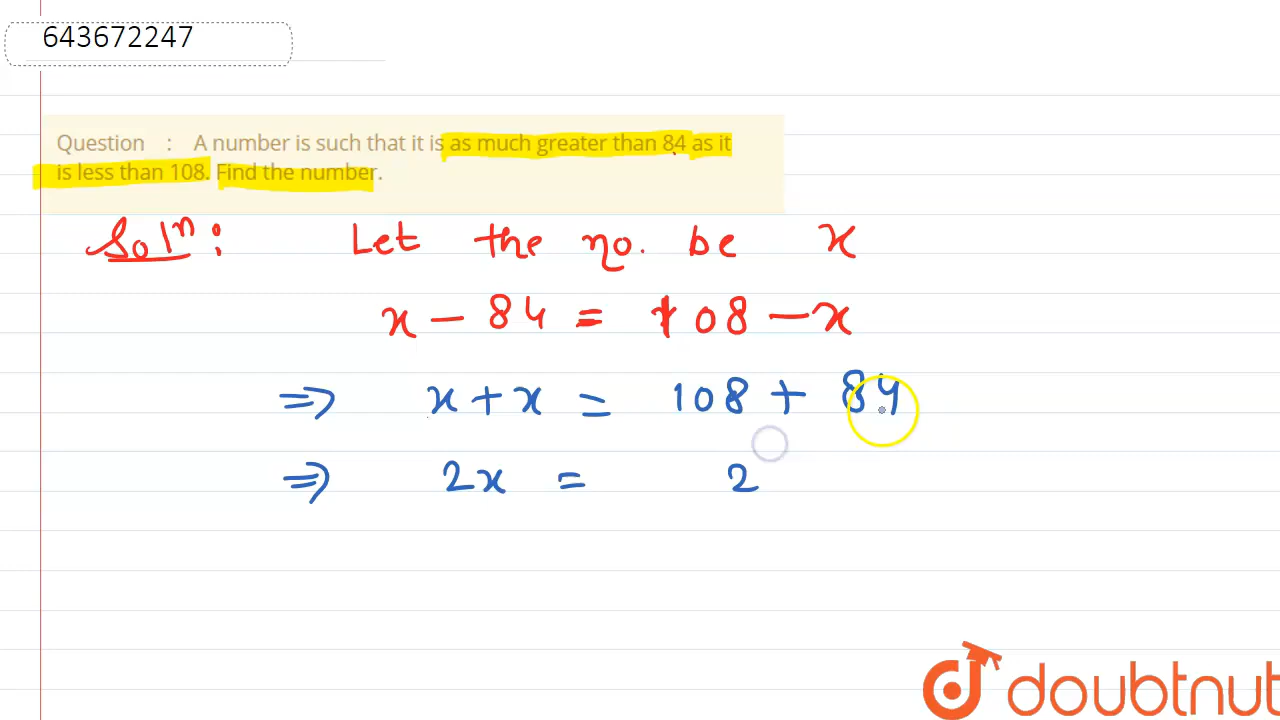 643672247
Question : A number is such that it is as much greater than 84 as it
is less than 108. Find the number.
Solⁿ: Let the no. be x
x - 84 = 108 - x
⇒ x + x = 108 + 84
⇒ 2x = 2
doubtnut